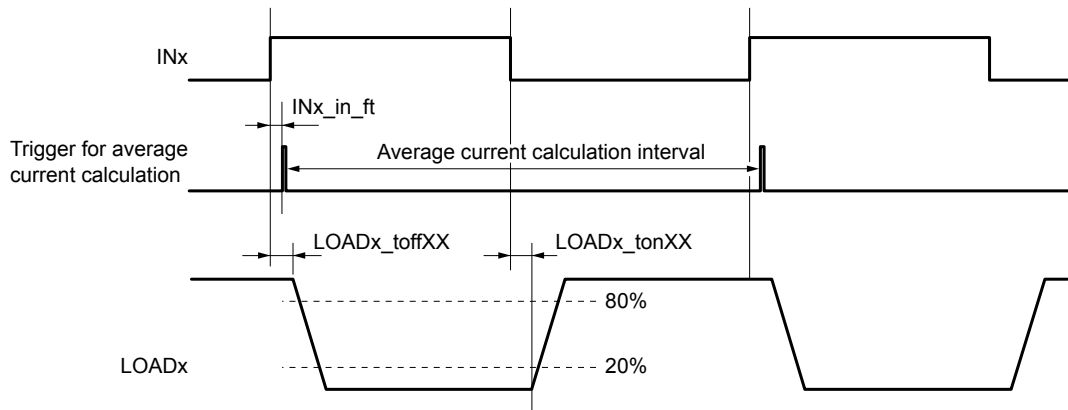 INx
INx_in_ft
Trigger for average
current calculation
Average current calculation interval
LOADx_toffXX
LOADx_tonXX
80%
20%
LOADx